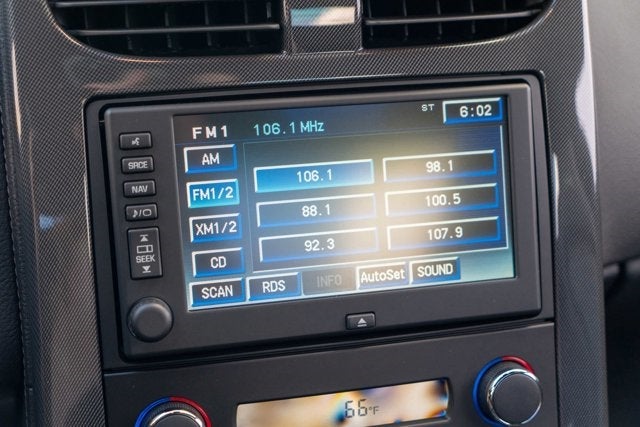 FM1 106.1 MHz ST 6:02
SRCE
NAV
SEEK
AM
FM1/2
XM1/2
CD
SCAN
106.1 98.1
88.1 100.5
92.3 107.9
RDS INFO AutoSet SOUND
66°F